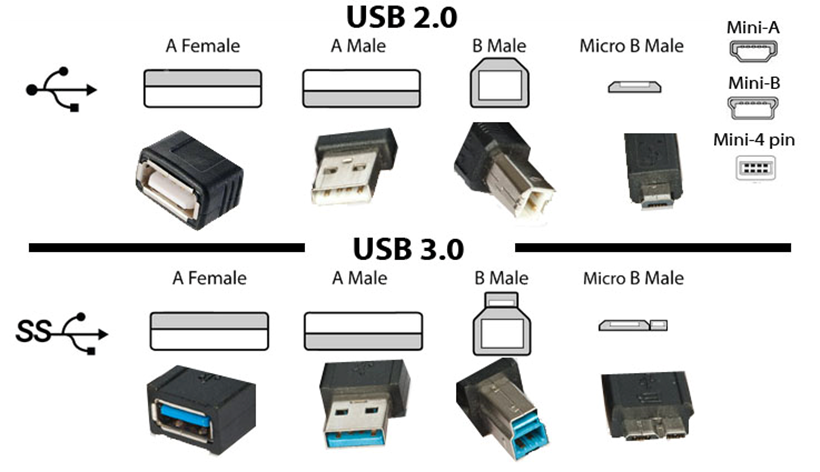 USB 2.0
A Female
A Male
B Male
Micro B Male
Mini-A
Mini-B
Mini-4 pin
USB 3.0
A Female
A Male
B Male
Micro B Male
SS